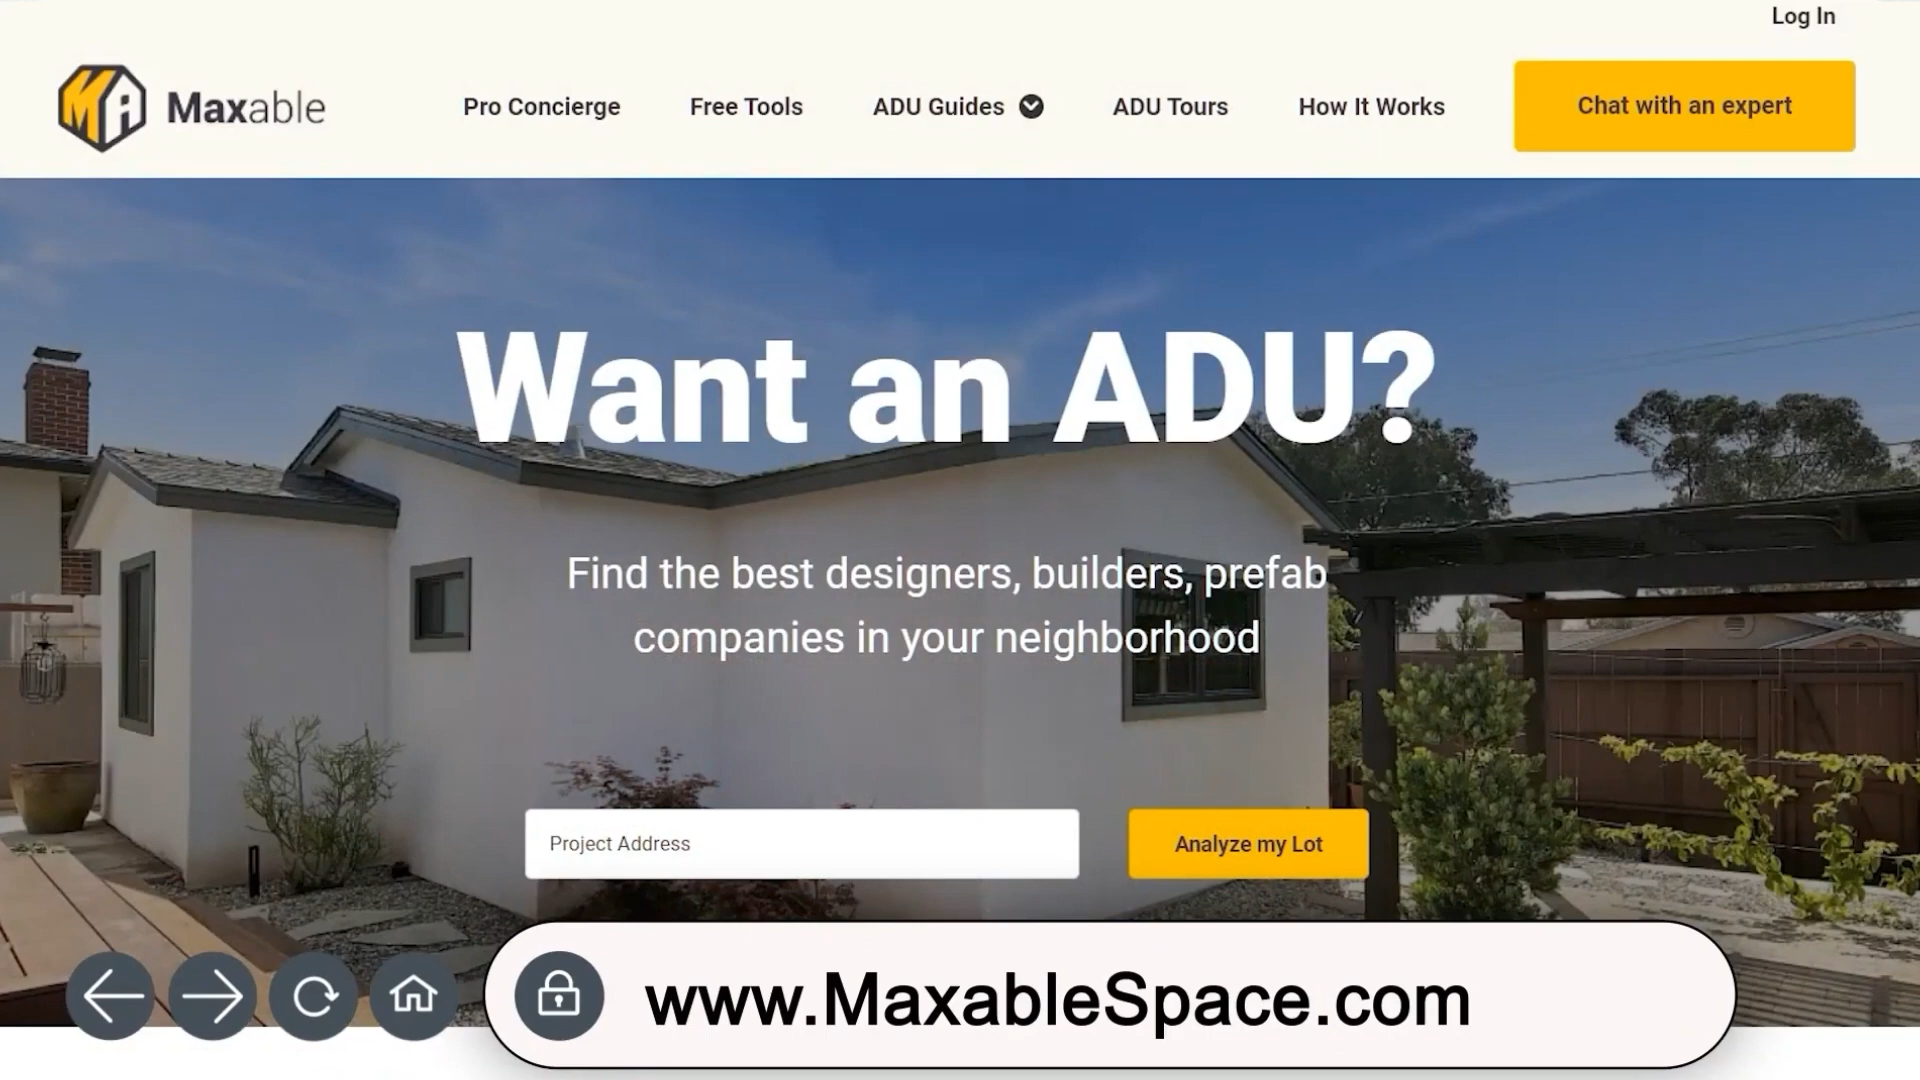 Log In
MA Maxable
Pro Concierge
Free Tools
ADU Guides
ADU Tours
How It Works
Chat with an expert
Want an ADU?
Find the best designers, builders, prefab
companies in your neighborhood
Project Address
Analyze my Lot
www.MaxableSpace.com